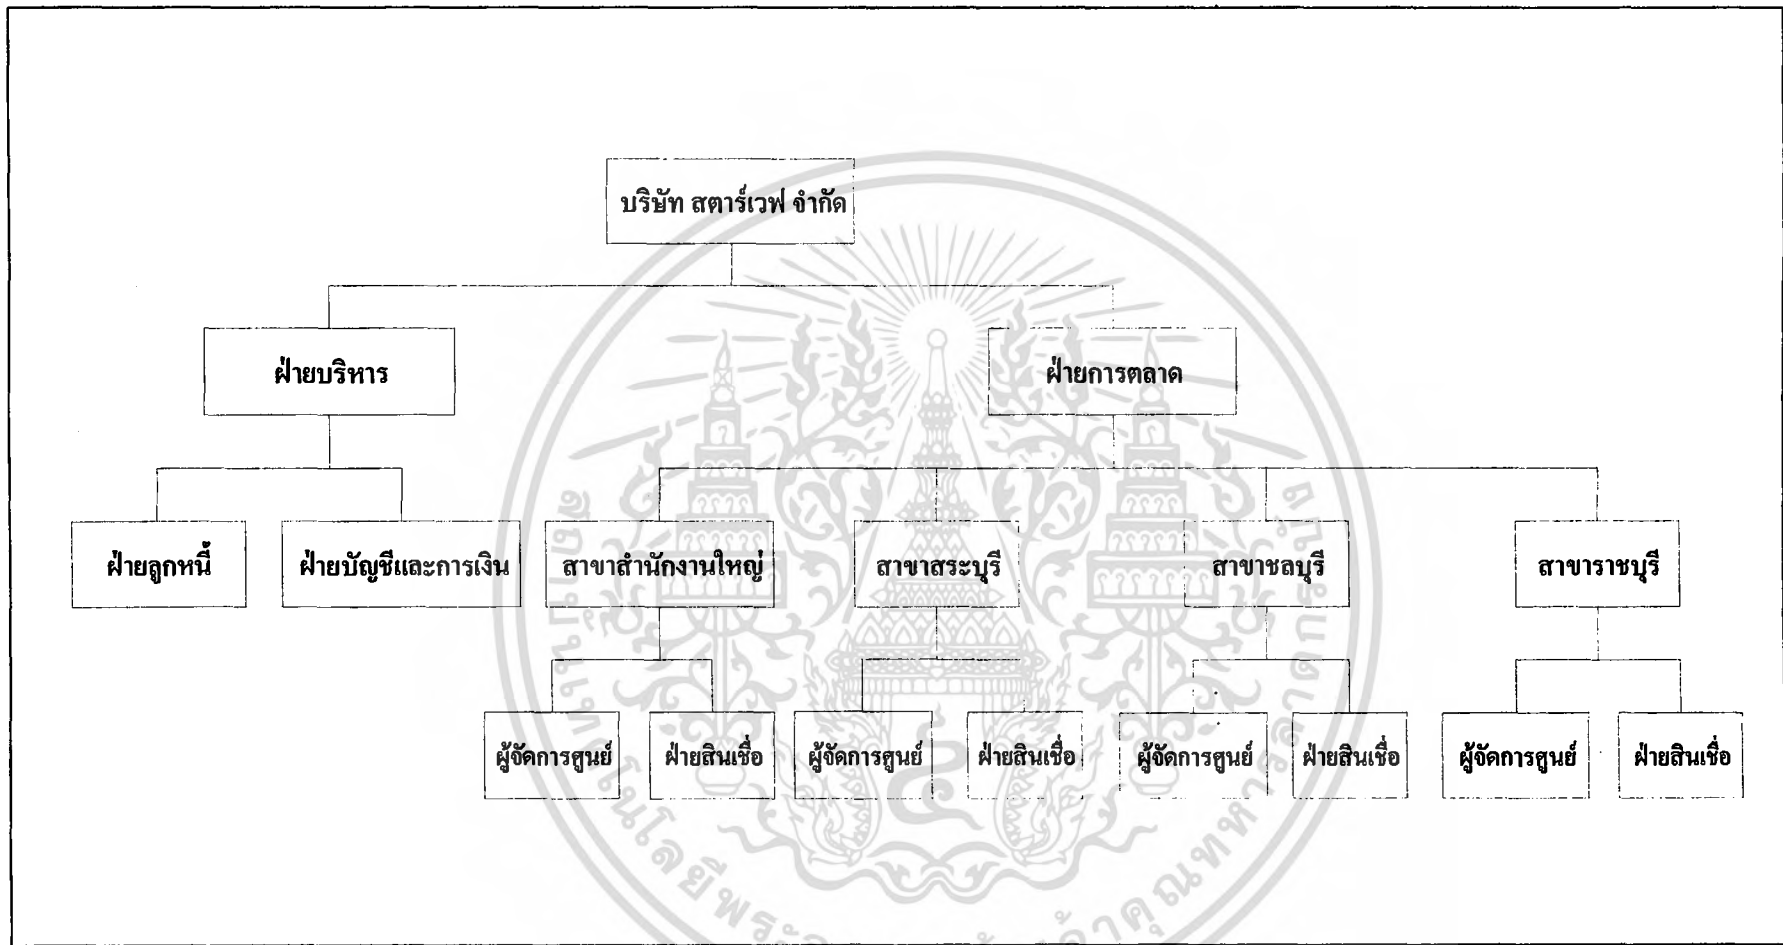 บริษัท สตาร์เวฟ จำกัด
ฝ่ายบริหาร
ฝ่ายการตลาด
ฝ่ายลูกหนี้
ฝ่ายบัญชีและการเงิน
สาขาสำนักงานใหญ่
สาขาสระบุรี
สาขาชลบุรี
สาขาราชบุรี
ผู้จัดการศูนย์
ฝ่ายสินเชื่อ
ผู้จัดการศูนย์
ฝ่ายสินเชื่อ
ผู้จัดการศูนย์
ฝ่ายสินเชื่อ
ผู้จัดการศูนย์
ฝ่ายสินเชื่อ